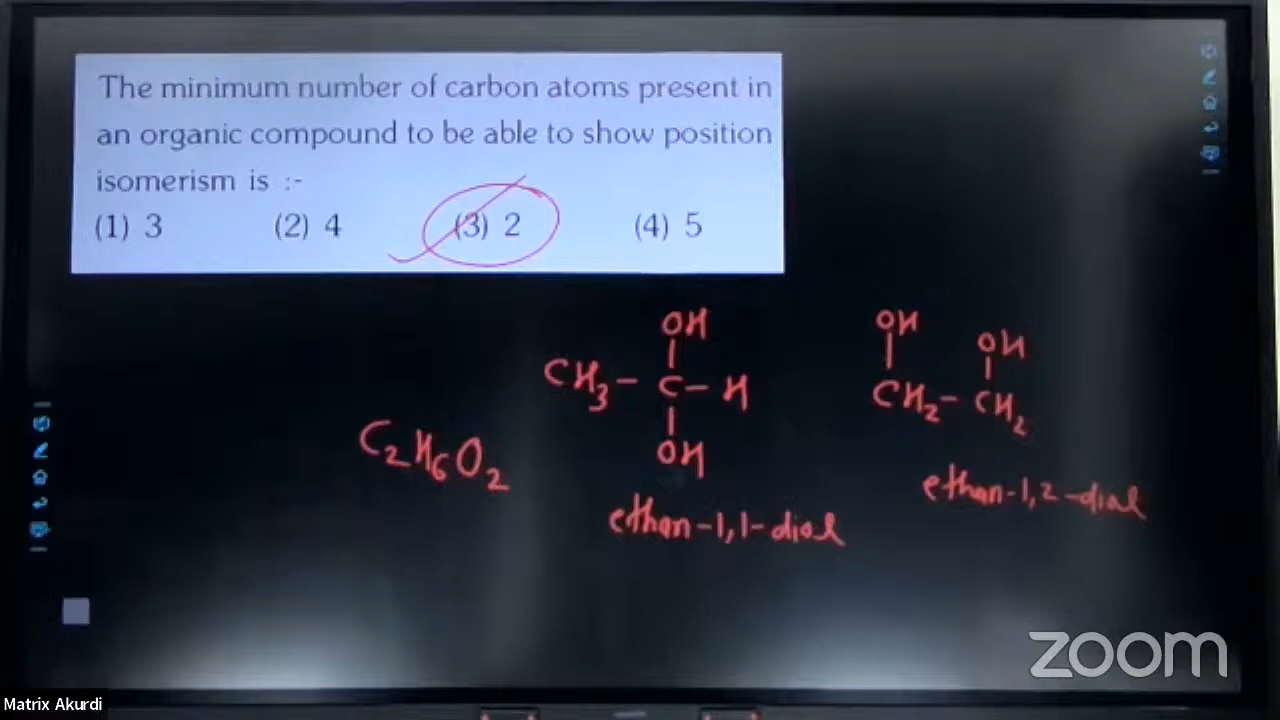 The minimum number of carbon atoms present in
an organic compound to be able to show position
isomerism is :-
(1) 3 (2) 4 (3) 2 (4) 5
OH
CH3 - C - H
OH
ethan-1,1-diol
OH OH
CH2 - CH2
ethan-1,2-diol
C2H6O2
zoom
Matrix Akurdi